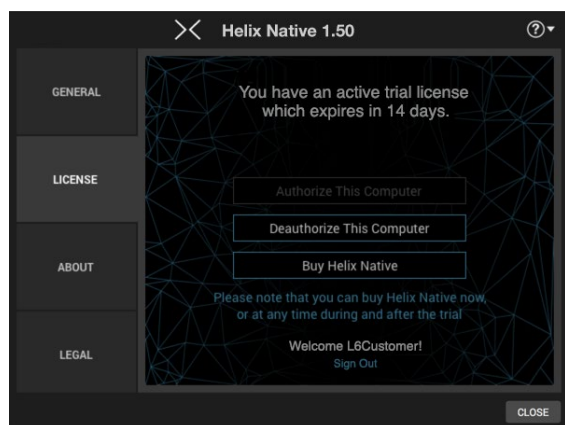 Helix Native 1.50
?
GENERAL
LICENSE
ABOUT
LEGAL
You have an active trial license
which expires in 14 days.
Authorize This Computer
Deauthorize This Computer
Buy Helix Native
Please note that you can buy Helix Native now,
or at any time during and after the trial
Welcome L6Customer!
Sign Out
CLOSE